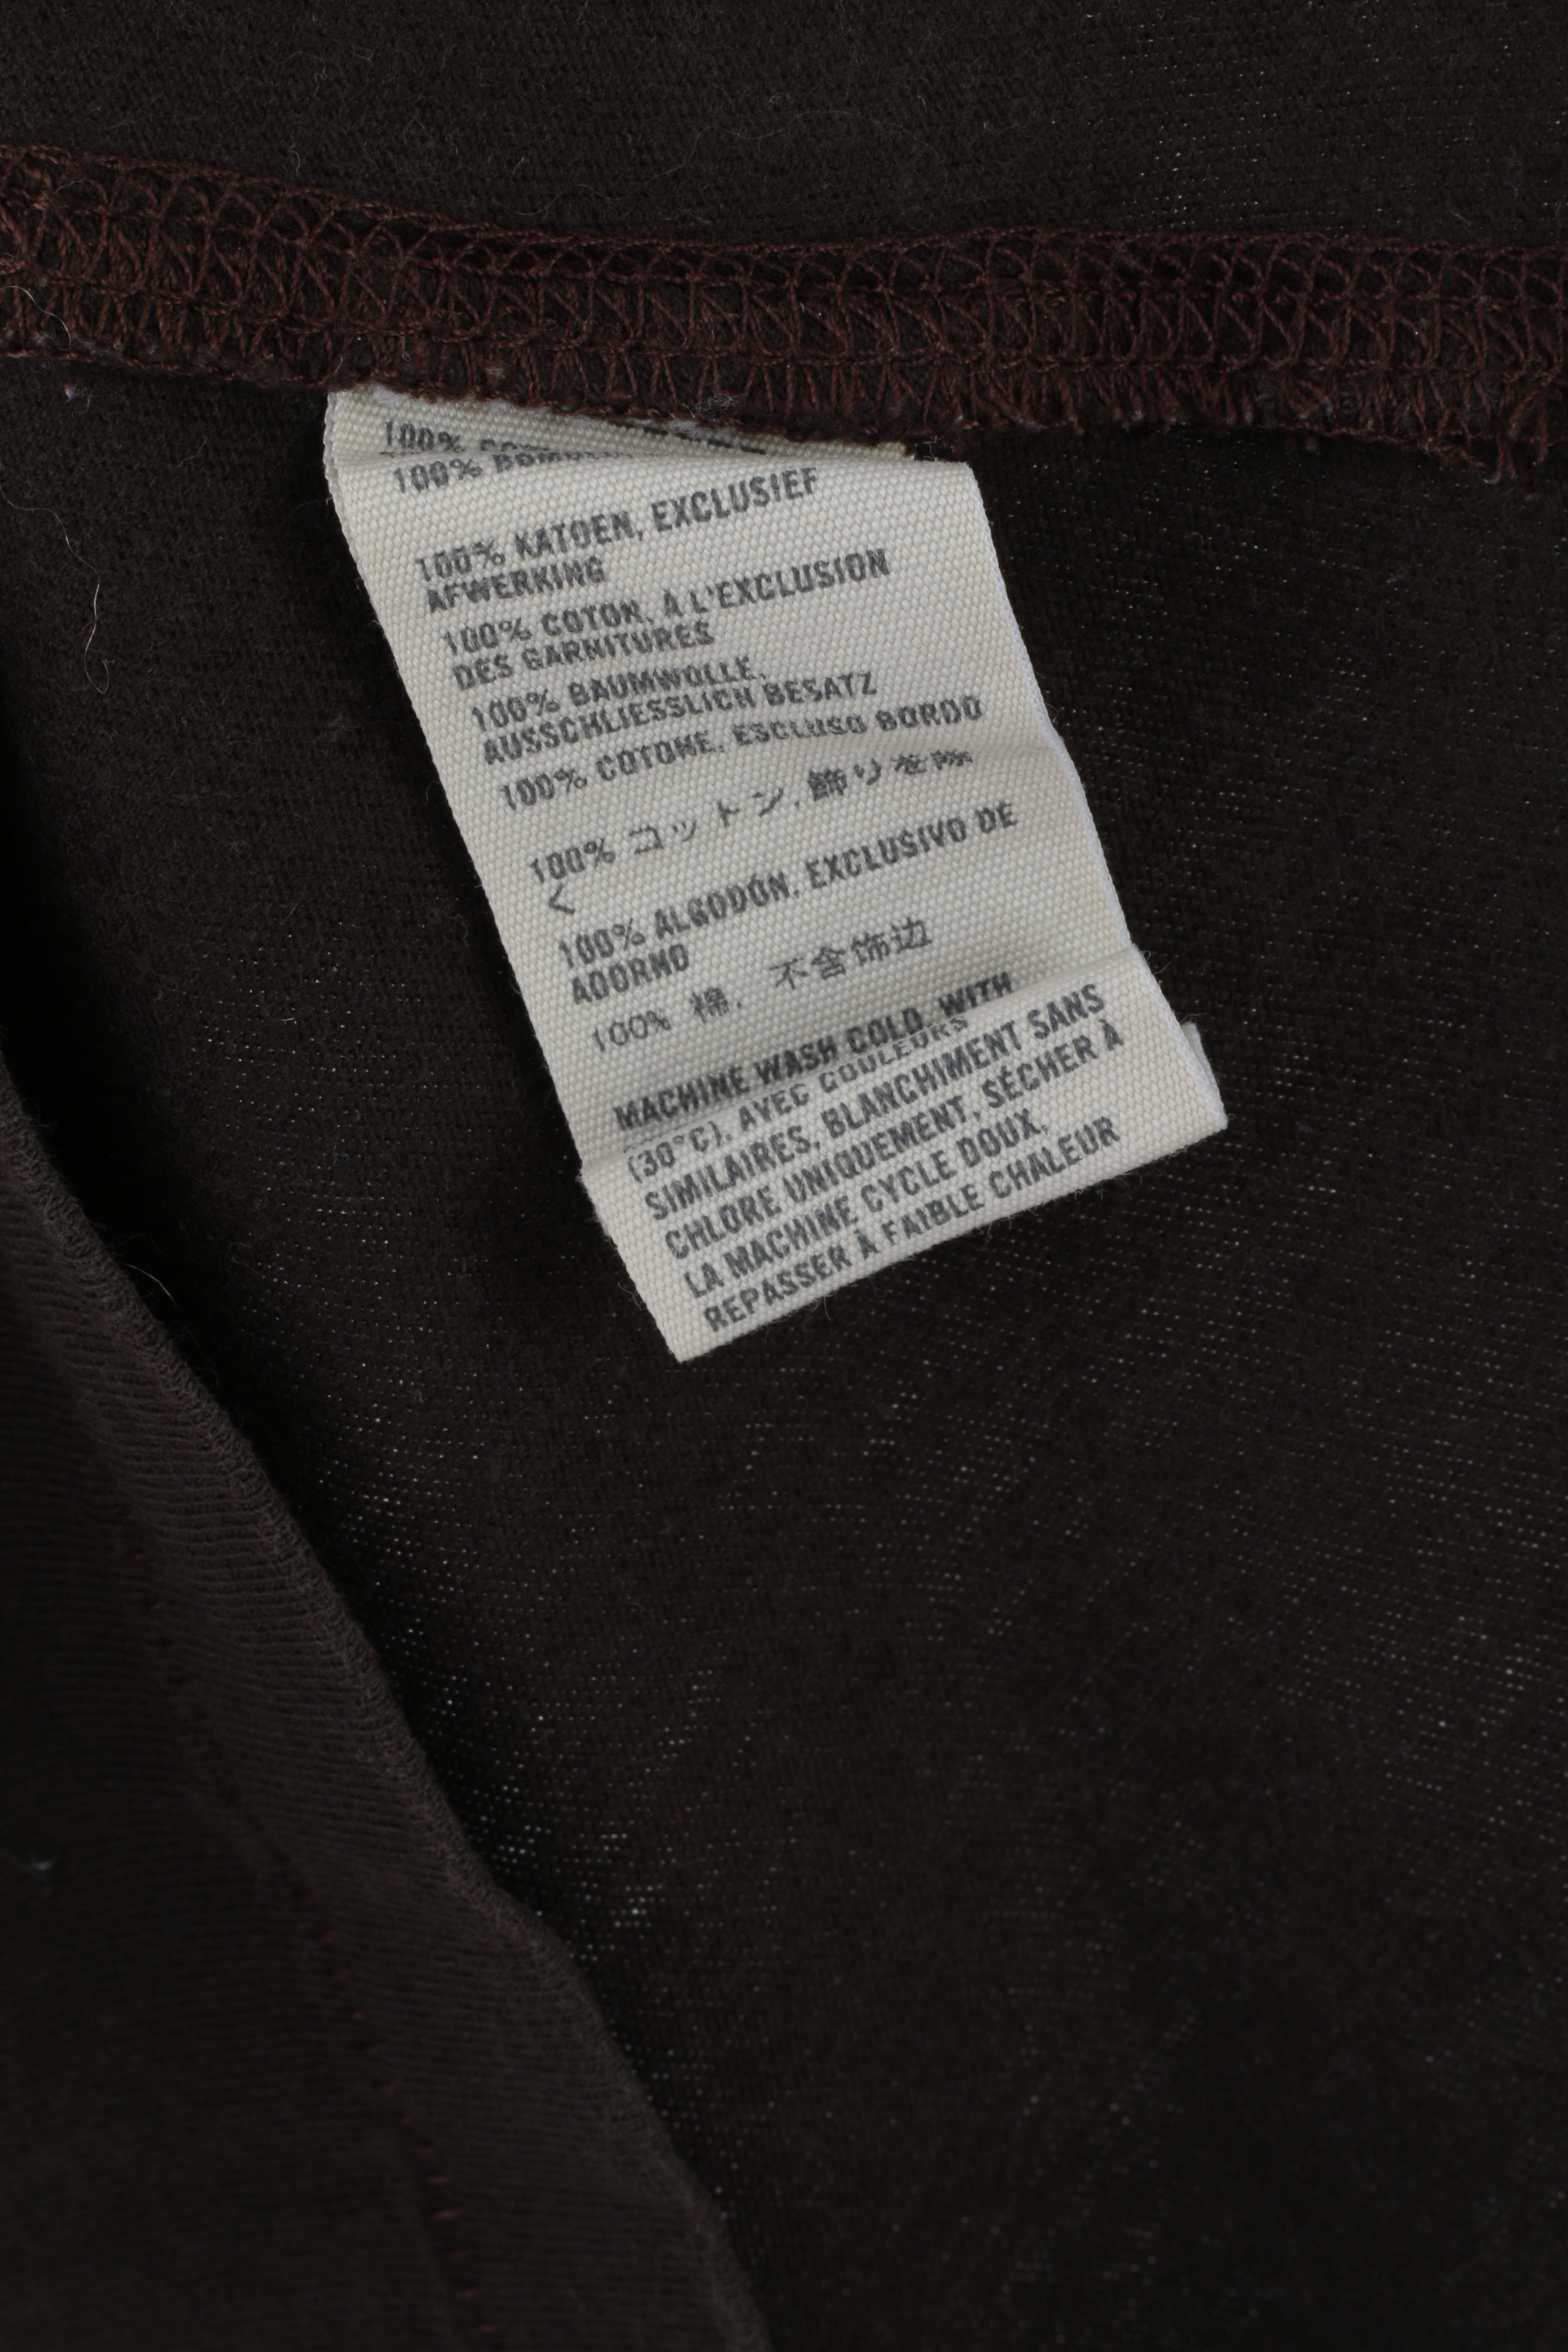 100%
100%
100% KATOEN, EXCLUSIEF
AFWERKING
100% COTON, À L'EXCLUSION
DES GARNITURES
100% BAUMWOLLE,
AUSSCHLIESSLICH BESATZ
100% COTONE, ESCLUSO BORDO
100% コットン, 飾りを除
く
100% ALGODÓN, EXCLUSIVO DE
ADORNO
100% 棉, 不含饰边
MACHINE WASH COLD, WITH
(30°C), AVEC COULEURS
SIMILAIRES, BLANCHIMENT SANS
CHLORE UNIQUEMENT, SÉCHER À
LA MACHINE CYCLE DOUX,
REPASSER À FAIBLE CHALEUR